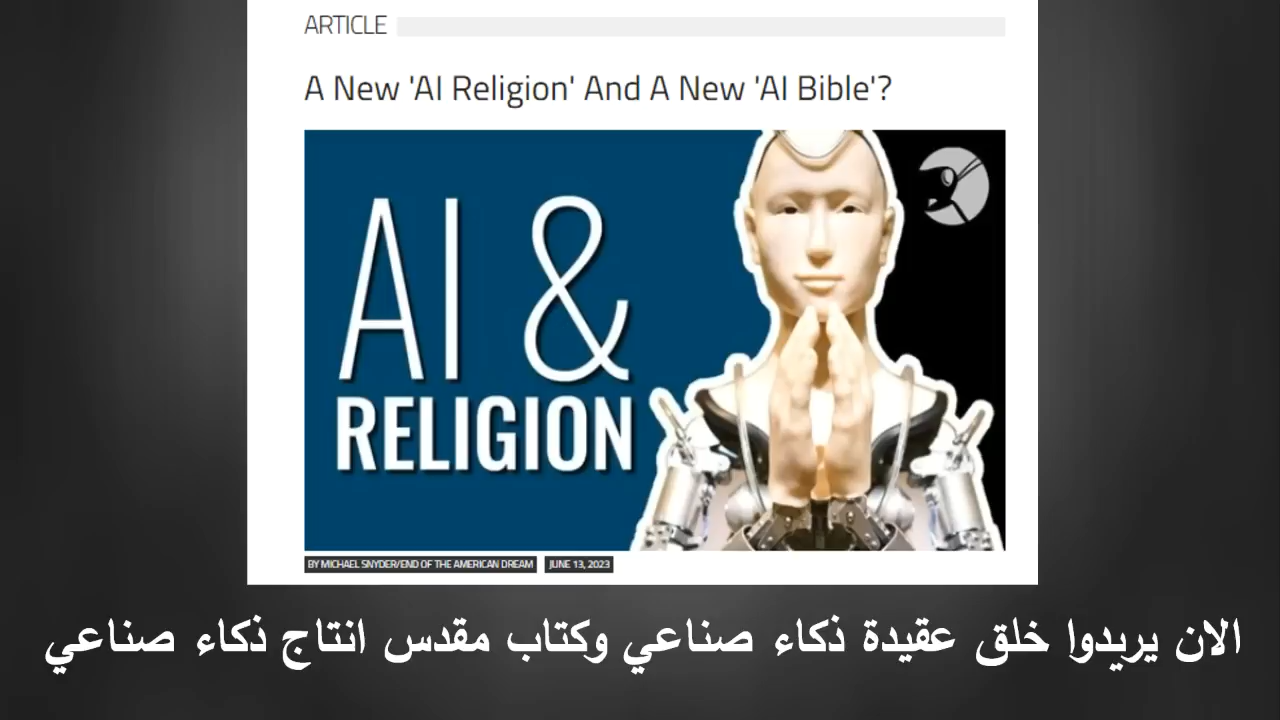 ARTICLE
A New 'AI Religion' And A New 'AI Bible'?
AI &
RELIGION
BY MICHAEL SNYDER/END OF THE AMERICAN DREAM JUNE 13, 2023
الان يريدوا خلق عقيدة ذكاء صناعي وكتاب مقدس انتاج ذكاء صناعي